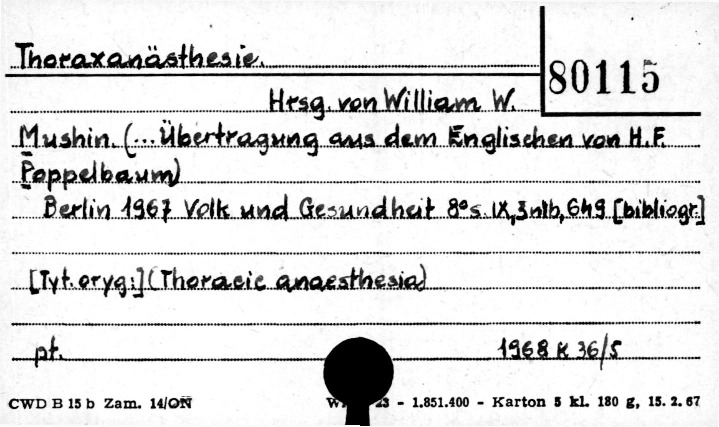 Thoraxanästhesie.
80115
Hrsg. von William W.
Mushin. (... Übertragung aus dem Englischen von H.F.
Poppelbaum)
Berlin 1967 Volk und Gesundheit 8° s. IX, 3nlb, 649 [bibliogr.]
[Tyt. oryg:] (Thoracic anaesthesia)
pt. 1968 K 36/5
CWD B 15 b Zam. 14/ON - 1.851.400 - Karton 5 kl. 180 g, 15. 2. 67